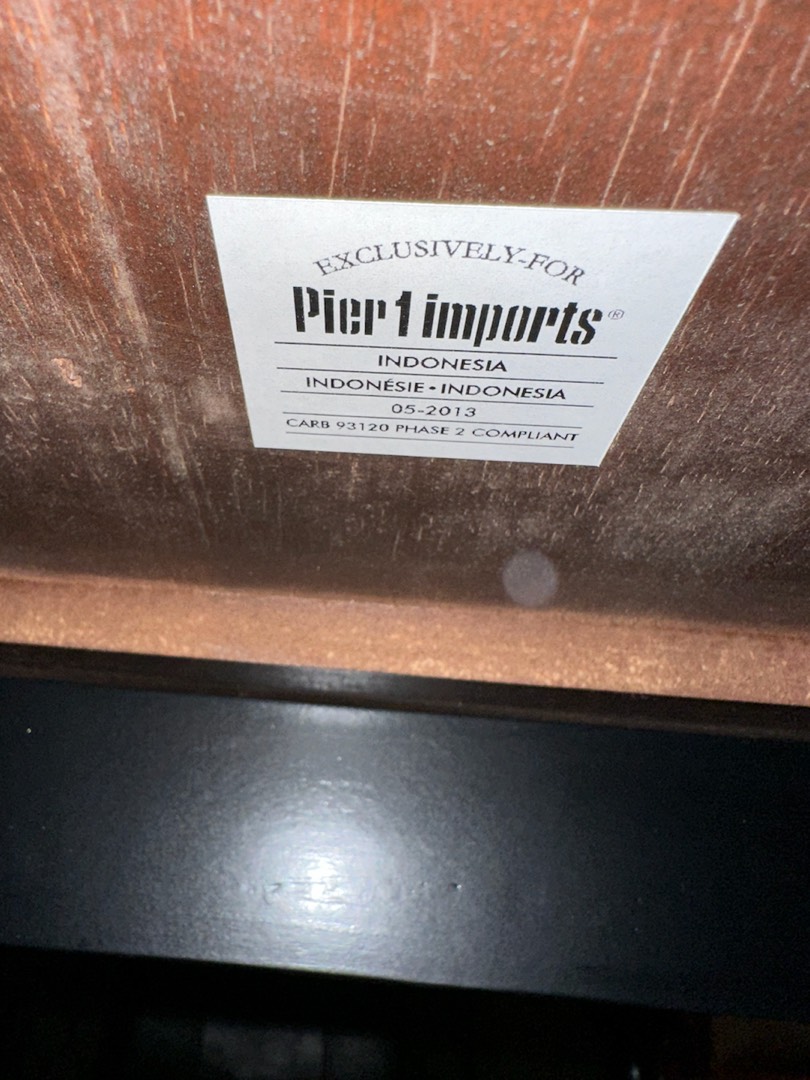 EXCLUSIVELY-FOR
Pier 1 imports®
INDONESIA
INDONÉSIE • INDONESIA
05-2013
CARB 93120 PHASE 2 COMPLIANT